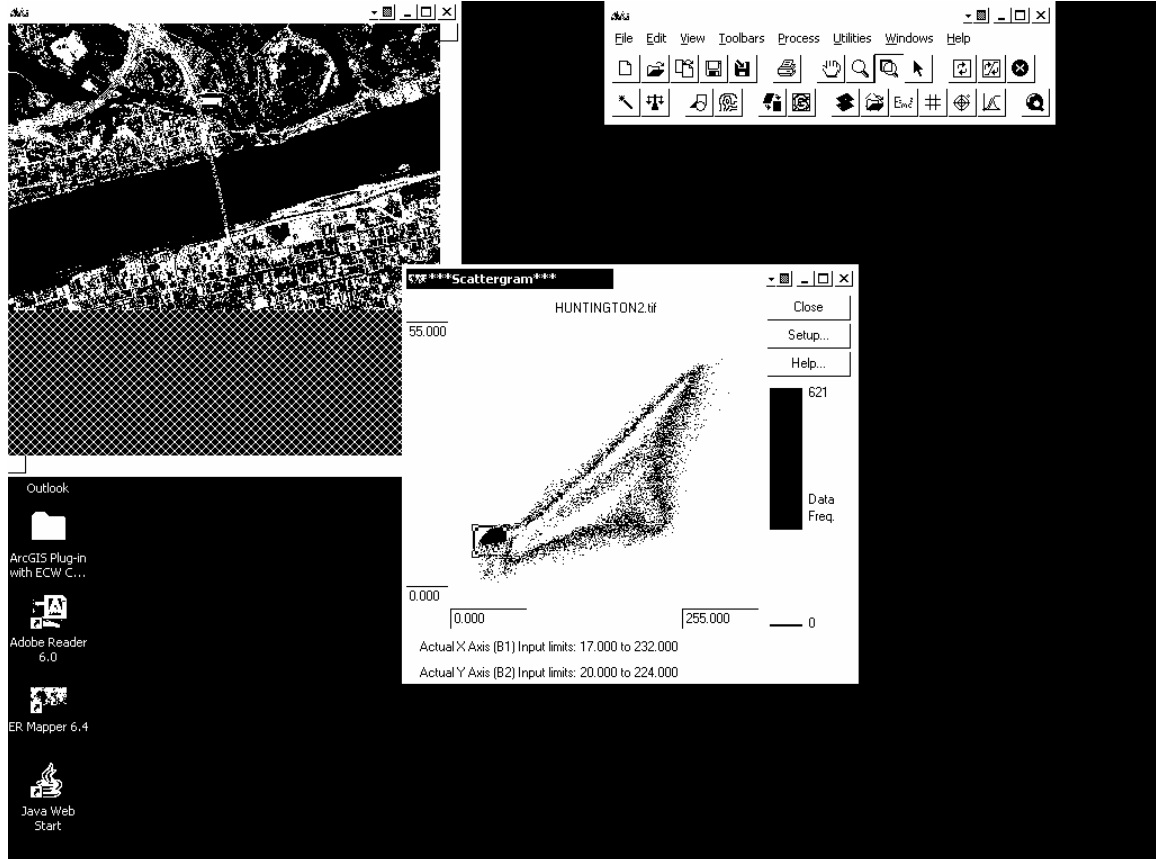 File Edit View Toolbars Process Utilities Windows Help
***Scattergram***
HUNTINGTON2.tif
Close
Setup...
Help...
55.000
621
Data
Freq.
0.000
0.000
255.000
0
Actual X Axis (B1) Input limits: 17.000 to 232.000
Actual Y Axis (B2) Input limits: 20.000 to 224.000
Outlook
ArcGIS Plug-in
with ECW C...
Adobe Reader
6.0
ER Mapper 6.4
Java Web
Start